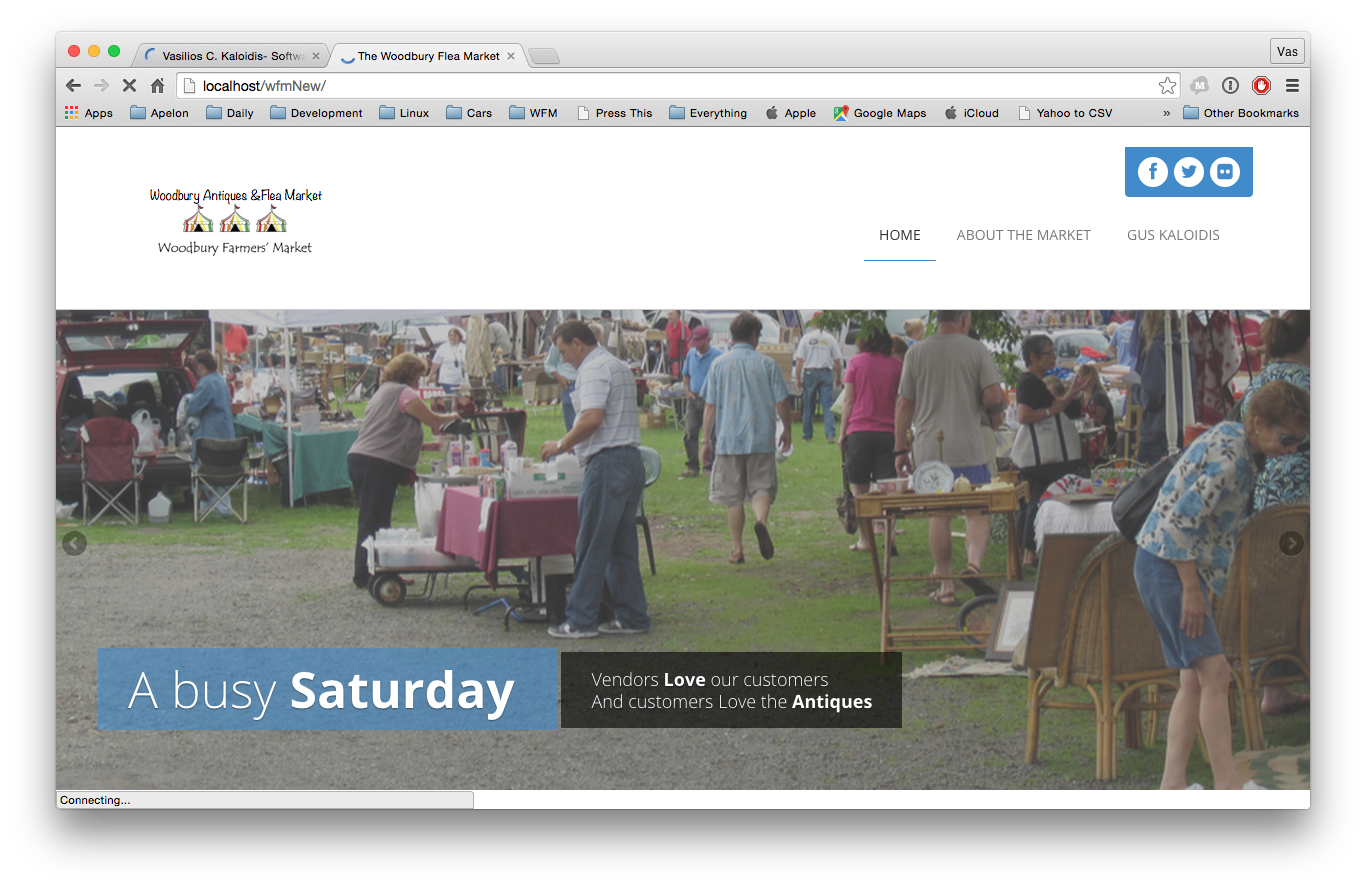 Vasilios C. Kaloidis- Softwa
The Woodbury Flea Market
Vas
localhost/wfmNew/
Apps Apelon Daily Development Linux Cars WFM Press This Everything Apple Google Maps iCloud Yahoo to CSV » Other Bookmarks
Woodbury Antiques &Flea Market
Woodbury Farmers' Market
HOME ABOUT THE MARKET GUS KALOIDIS
A busy Saturday
Vendors Love our customers
And customers Love the Antiques
Connecting...